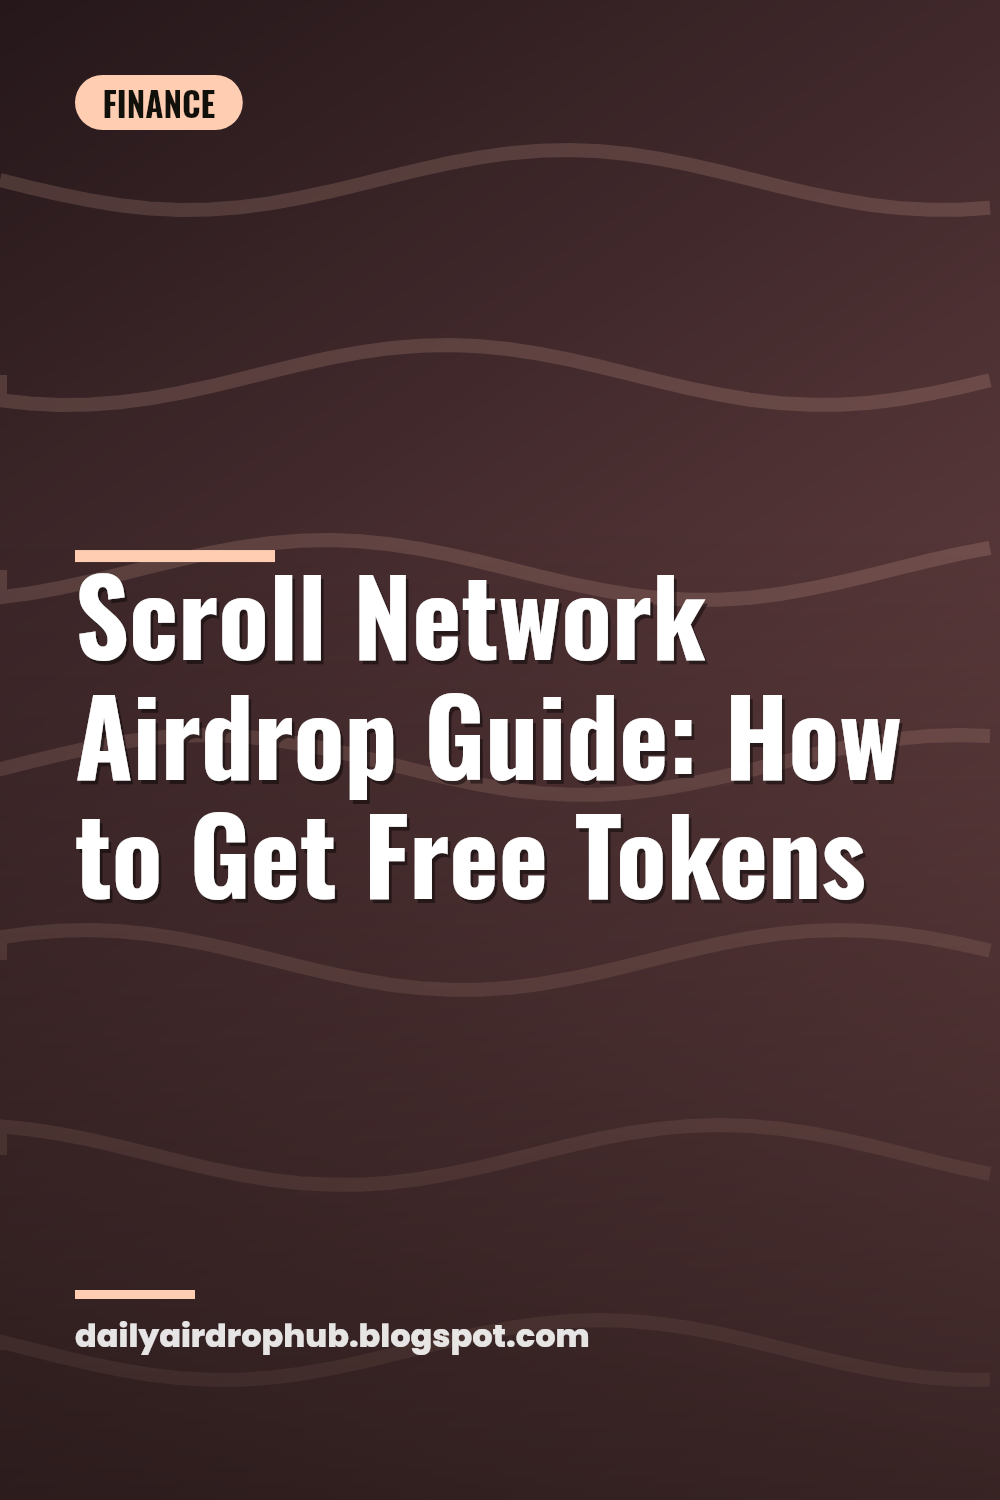 FINANCE
Scroll Network
Airdrop Guide: How
to Get Free Tokens
dailyairdrophub.blogspot.com